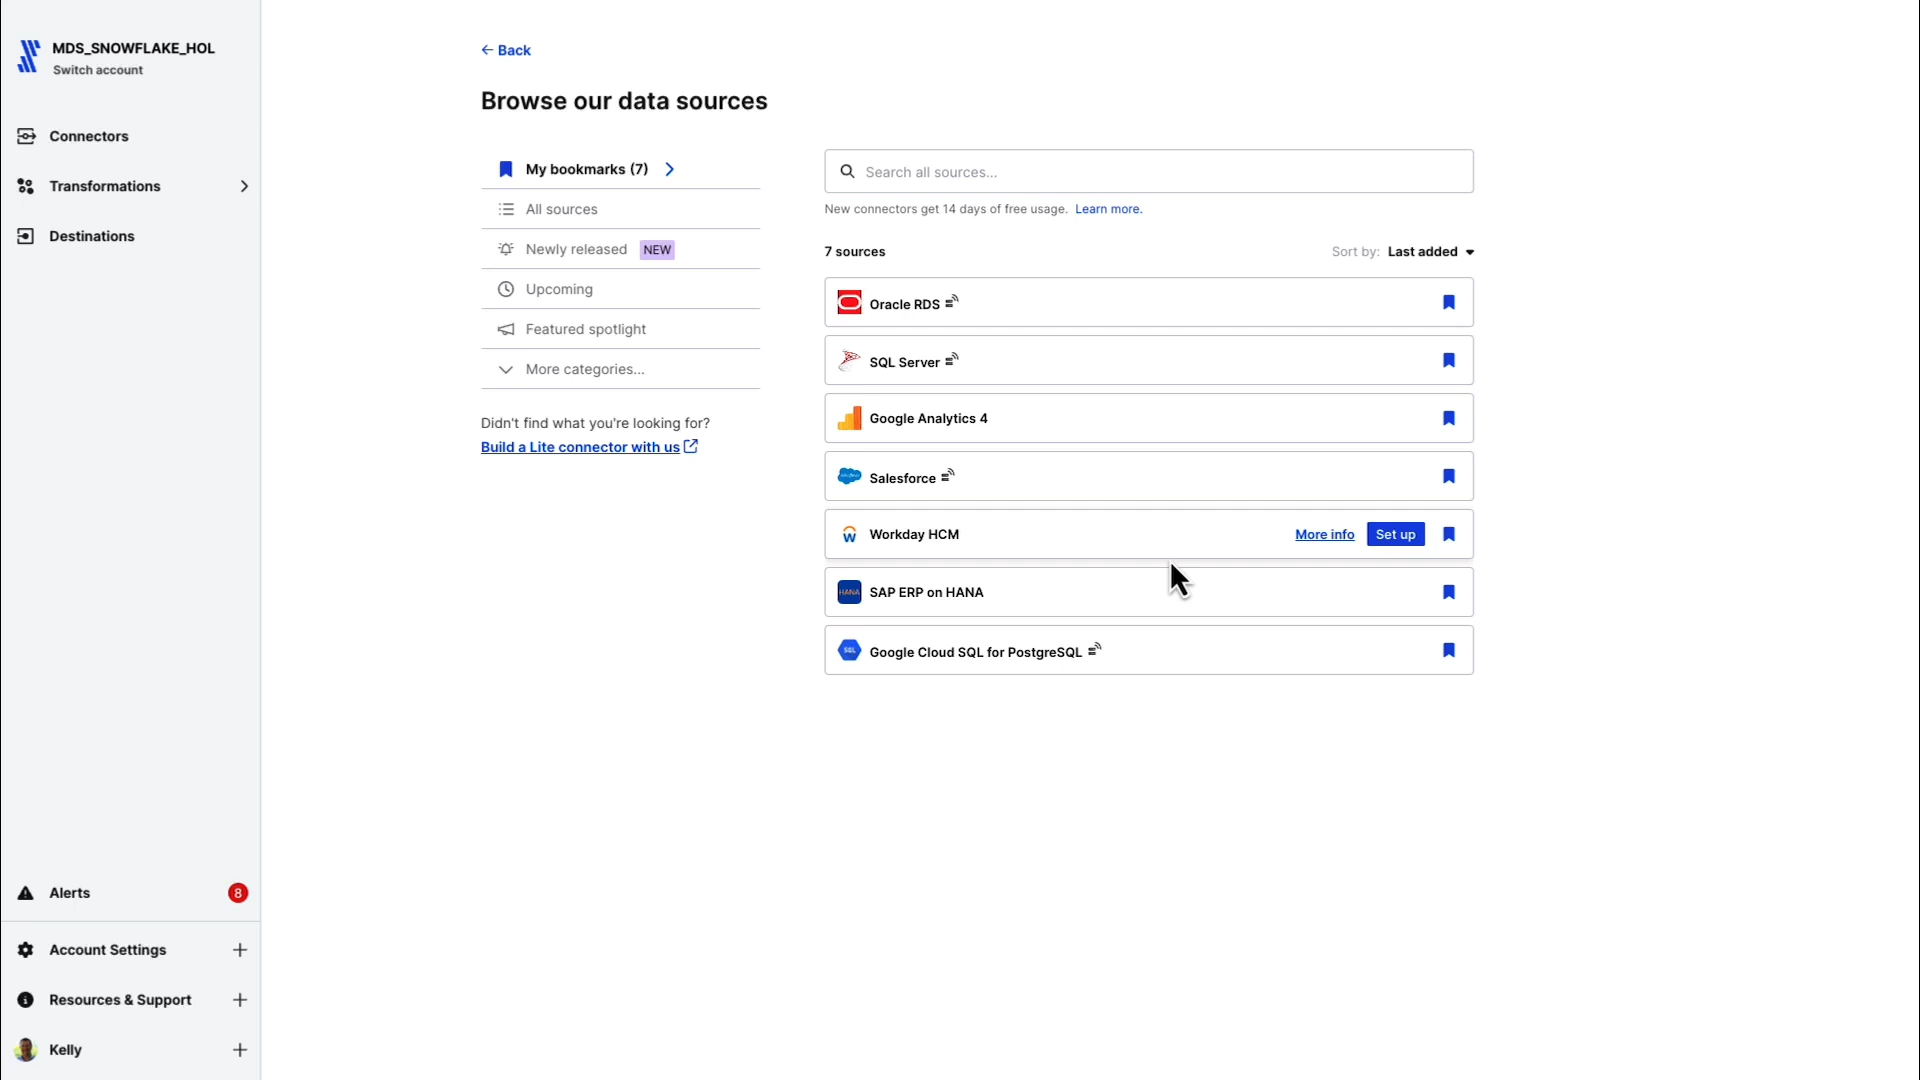 MDS_SNOWFLAKE_HOL
Switch account
Connectors
Transformations
Destinations
Alerts
8
Account Settings
Resources & Support
Kelly
Back
Browse our data sources
My bookmarks (7)
All sources
Newly released NEW
Upcoming
Featured spotlight
More categories...
Didn't find what you're looking for?
Build a Lite connector with us
Search all sources...
New connectors get 14 days of free usage. Learn more.
7 sources
Sort by: Last added
Oracle RDS
SQL Server
Google Analytics 4
Salesforce
Workday HCM
More info
Set up
HANA
SAP ERP on HANA
SQL
Google Cloud SQL for PostgreSQL